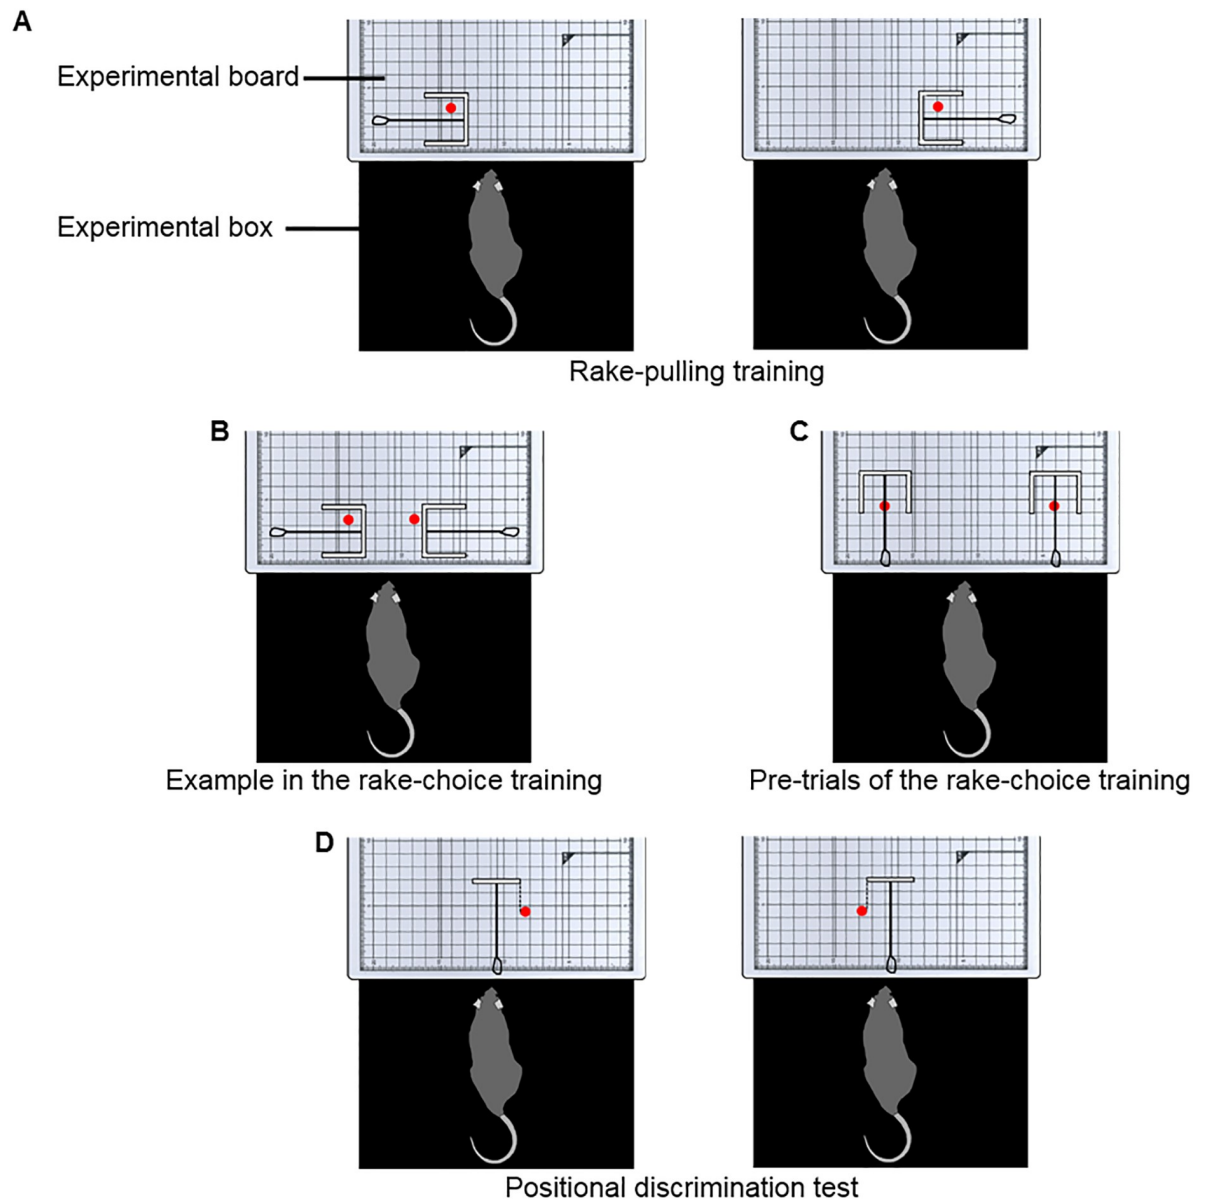 A
Experimental board
Experimental box
Rake-pulling training
B
C
Example in the rake-choice training
Pre-trials of the rake-choice training
D
Positional discrimination test